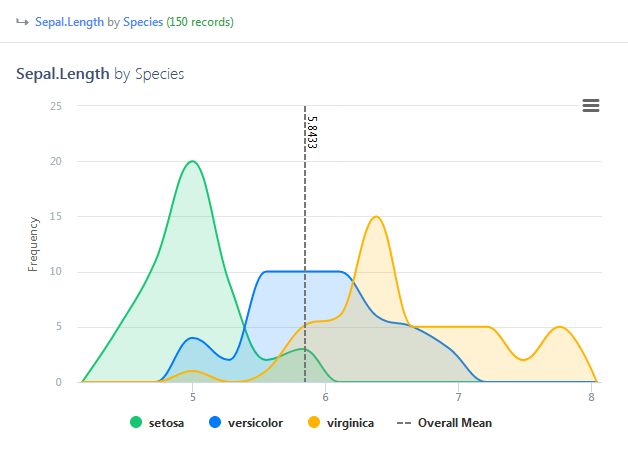 Sepal.Length by Species (150 records)
Sepal.Length by Species
25
20
15
10
5
0
Frequency
5.8433
5 6 7 8
setosa versicolor virginica Overall Mean